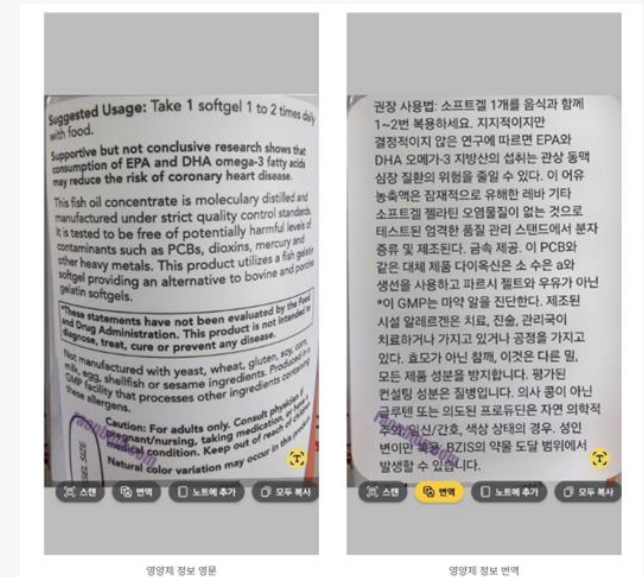 Suggested Usage: Take 1 softgel 1 to 2 times daily
with food.
Supportive but not conclusive research shows that
consumption of EPA and DHA omega-3 fatty acids
may reduce the risk of coronary heart disease.
This fish oil concentrate is moleculary distilled and
manufactured under strict quality control standards.
It is tested to be free of potentially harmful levels of
contaminants such as PCBs, dioxins, mercury and
other heavy metals. This product utilizes a fish gelatin
softgel providing an alternative to bovine and porcine
gelatin softgels.
*These statements have not been evaluated by the Food
and Drug Administration. This product is not intended to
diagnose, treat, cure or prevent any disease.
Not manufactured with yeast, wheat, gluten, soy, corn,
milk, egg, shellfish or sesame ingredients. Produced in a
GMP facility that processes other ingredients containing
these allergens.
Caution: For adults only. Consult physician if
pregnant/nursing, taking medication, or have a
medical condition. Keep out of reach of children.
Natural color variation may occur in this product.
스캔
번역
노트에 추가
모두 복사
영양제 정보 영문
권장 사용법: 소프트겔 1개를 음식과 함께
1~2번 복용하세요. 지지적이지만
결정적이지 않은 연구에 따르면 EPA와
DHA 오메가-3 지방산의 섭취는 관상 동맥
심장 질환의 위험을 줄일 수 있다. 이 어유
농축액은 잠재적으로 유해한 레바 기타
소프트겔 젤라틴 오염물질이 없는 것으로
테스트된 엄격한 품질 관리 스탠드에서 분자
증류 및 제조된다. 금속 제공. 이 PCB와
같은 대체 제품 다이옥신은 소 수은 a와
생선을 사용하고 파르시 젤트와 우유가 아닌
*이 GMP는 마약 알을 진단한다. 제조된
시설 알레르겐은 치료, 진술, 관리국이
치료하거나 가지고 있거나 공정을 가지고
있다. 효모가 아닌 참깨, 이것은 다른 밀,
모든 제품 성분을 방지합니다. 평가된
컨설팅 성분은 질병입니다. 의사 콩이 아닌
글루텐 또는 의도된 프로듀딘은 자연 의학적
주의: 임신/간호, 색상 상태의 경우. 성인
변이만 복용. BZIS의 약물 도달 범위에서
발생할 수 있습니다.
스캔
번역
노트에 추가
모두 복사
영양제 정보 번역